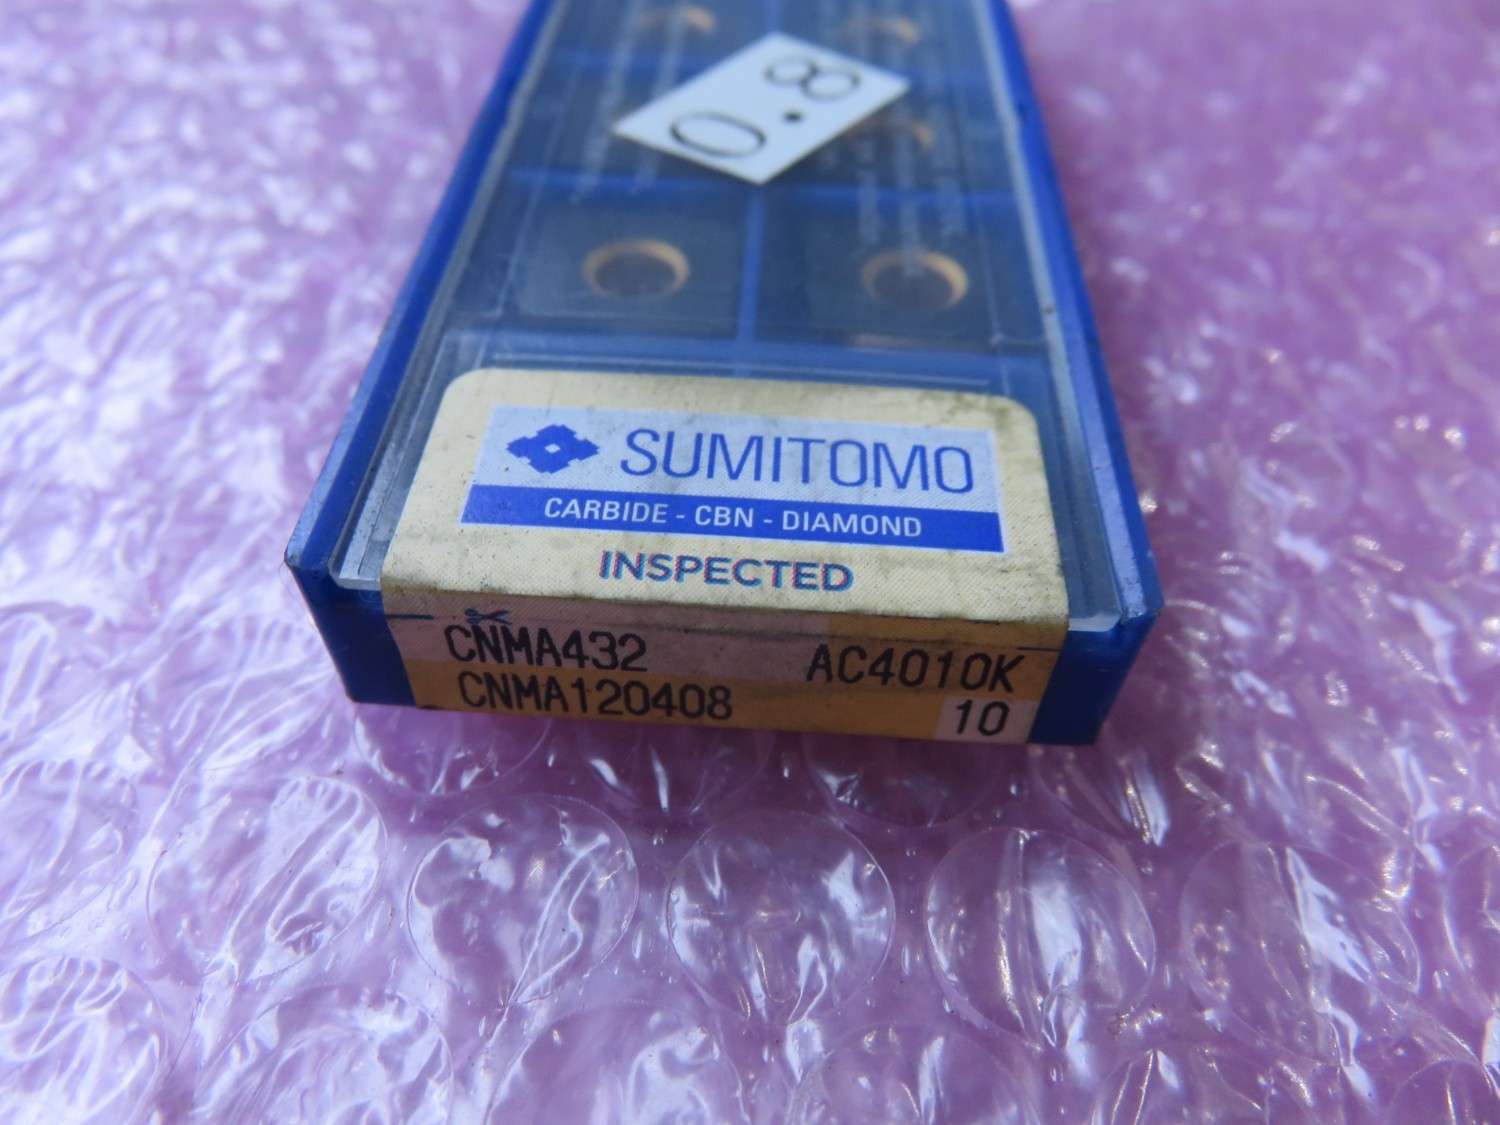 0.8
SUMITOMO
CARBIDE - CBN - DIAMOND
INSPECTED
CNMA432 AC4010K
CNMA120408 10